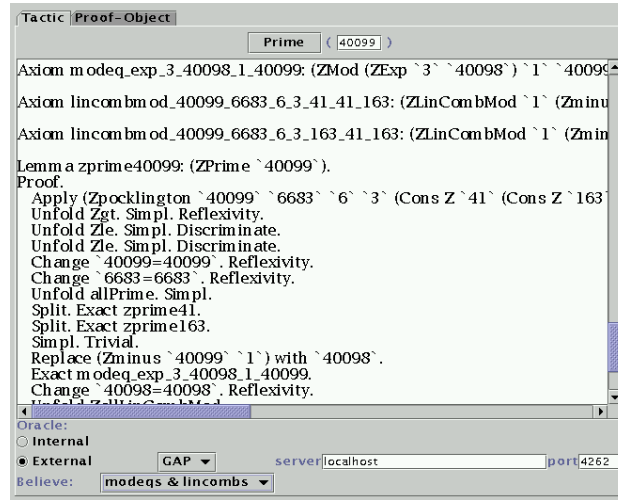 Tactic Proof-Object
Prime ( 40099 )
Axiom modeq_exp_3_40098_1_40099: (ZMod (ZExp `3` `40098`) `1` `40099
Axiom lincombmod_40099_6683_6_3_41_41_163: (ZLinCombMod `1` (Zminu
Axiom lincombmod_40099_6683_6_3_163_41_163: (ZLinCombMod `1` (Zmin
Lemma zprime40099: (ZPrime `40099`).
Proof.
Apply (Zpocklington `40099` `6683` `6` `3` (Cons Z `41` (Cons Z `163`
Unfold Zgt. Simpl. Reflexivity.
Unfold Zle. Simpl. Discriminate.
Unfold Zle. Simpl. Discriminate.
Change `40099=40099`. Reflexivity.
Change `6683=6683`. Reflexivity.
Unfold allPrime. Simpl.
Split. Exact zprime41.
Split. Exact zprime163.
Simpl. Trivial.
Replace (Zminus `40099` `1`) with `40098`.
Exact modeq_exp_3_40098_1_40099.
Change `40098=40098`. Reflexivity.
Unfold ZallLinCombMod
Oracle:
Internal
External GAP server localhost port 4262
Believe: modeqs & lincombs